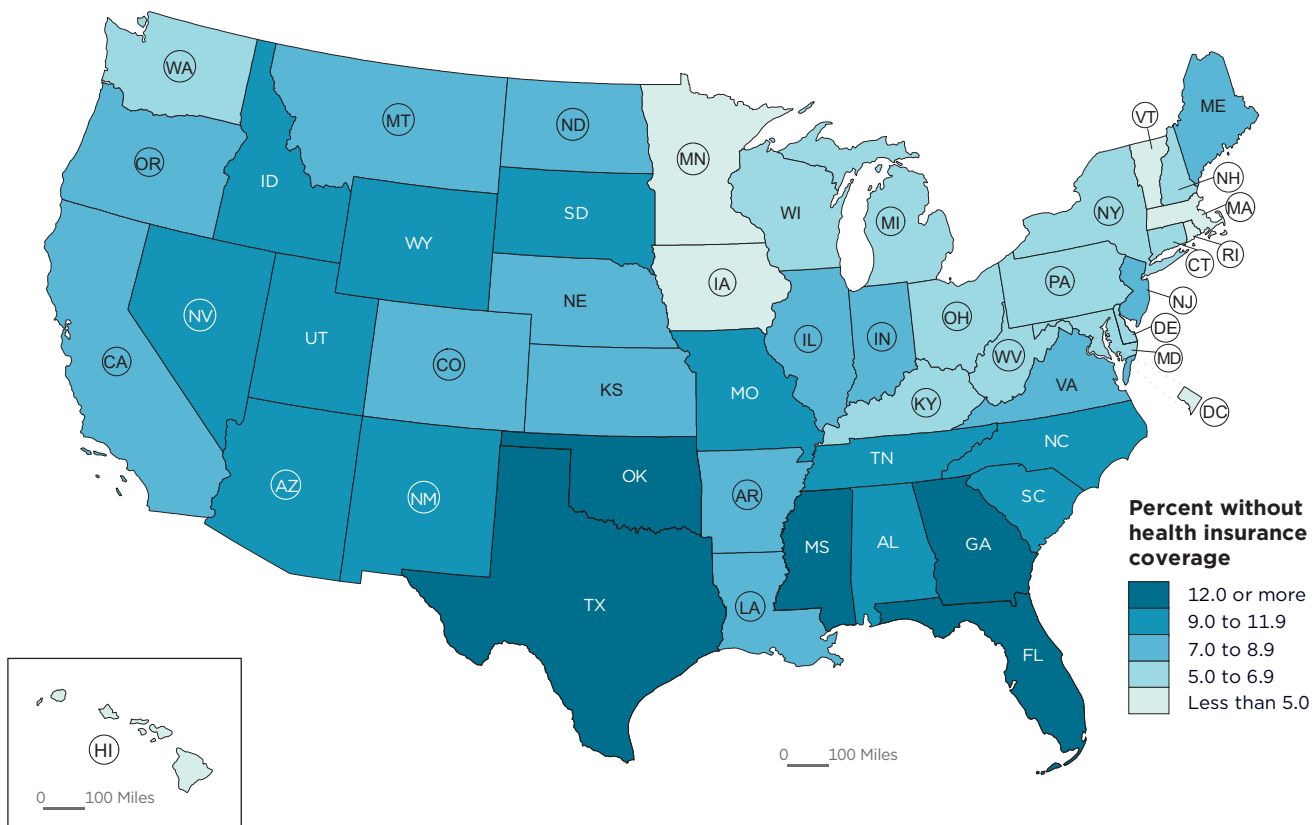 WA
MT
ND
MN
VT
ME
OR
ID
SD
WI
MI
NY
NH
MA
WY
RI
CT
NV
UT
NE
IA
PA
NJ
CA
CO
IL
IN
OH
DE
WV
MD
KS
MO
KY
VA
DC
AZ
NM
OK
AR
TN
NC
SC
TX
MS
AL
GA
LA
FL
HI
0 100 Miles
0 100 Miles
Percent without
health insurance
coverage
12.0 or more
9.0 to 11.9
7.0 to 8.9
5.0 to 6.9
Less than 5.0